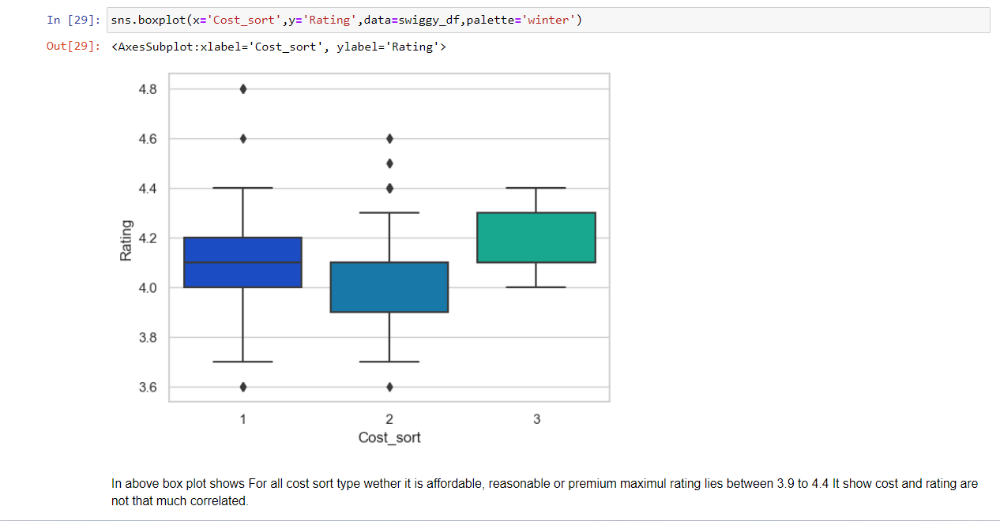 In [29]: sns.boxplot(x='Cost_sort',y='Rating',data=swiggy_df,palette='winter')
Out[29]: <AxesSubplot:xlabel='Cost_sort', ylabel='Rating'>
4.8
4.6
4.4
4.2
4.0
3.8
3.6
Rating
1 2 3
Cost_sort
In above box plot shows For all cost sort type wether it is affordable, reasonable or premium maximul rating lies between 3.9 to 4.4 It show cost and rating are
not that much correlated.